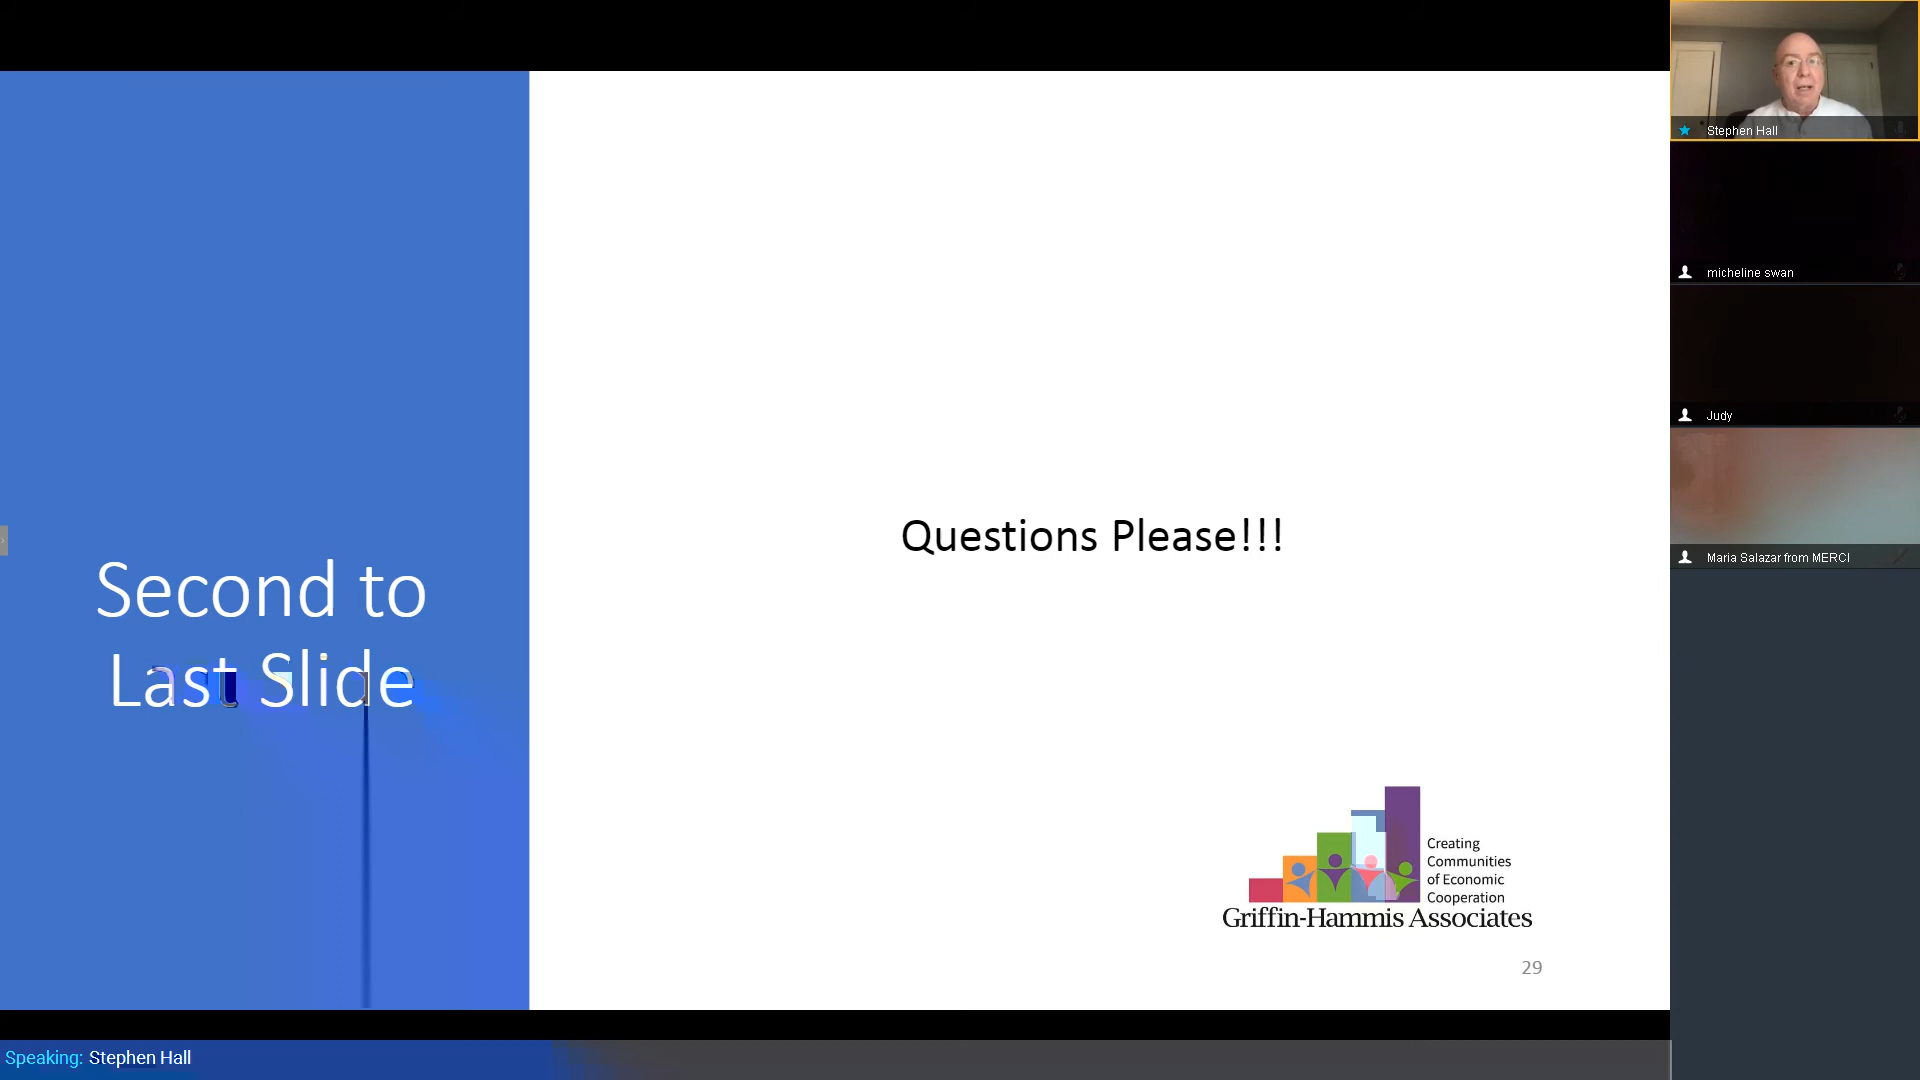 Second to
Last Slide
Questions Please!!!
Creating
Communities
of Economic
Cooperation
Griffin-Hammis Associates
29
Stephen Hall
micheline swan
Judy
Maria Salazar from MERCI
Speaking: Stephen Hall